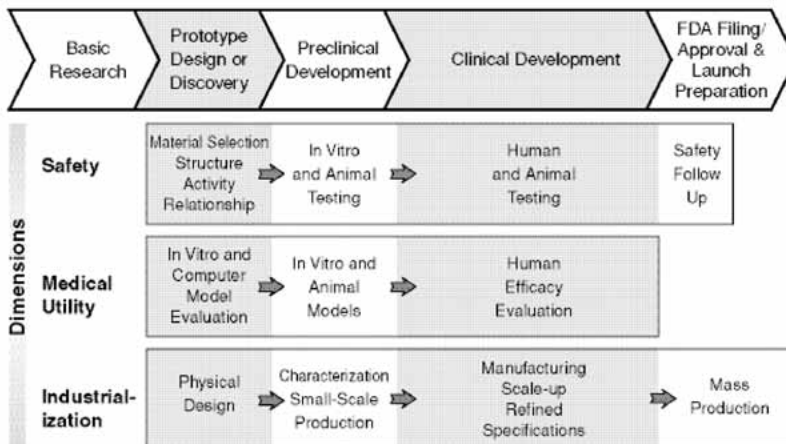 Basic
Research
Prototype
Design or
Discovery
Preclinical
Development
Clinical Development
FDA Filing/
Approval &
Launch
Preparation
Dimensions
Safety
Material Selection
Structure
Activity
Relationship
In Vitro
and Animal
Testing
Human
and Animal
Testing
Safety
Follow
Up
Medical
Utility
In Vitro and
Computer
Model
Evaluation
In Vitro and
Animal
Models
Human
Efficacy
Evaluation
Industrial-
ization
Physical
Design
Characterization
Small-Scale
Production
Manufacturing
Scale-up
Refined
Specifications
Mass
Production